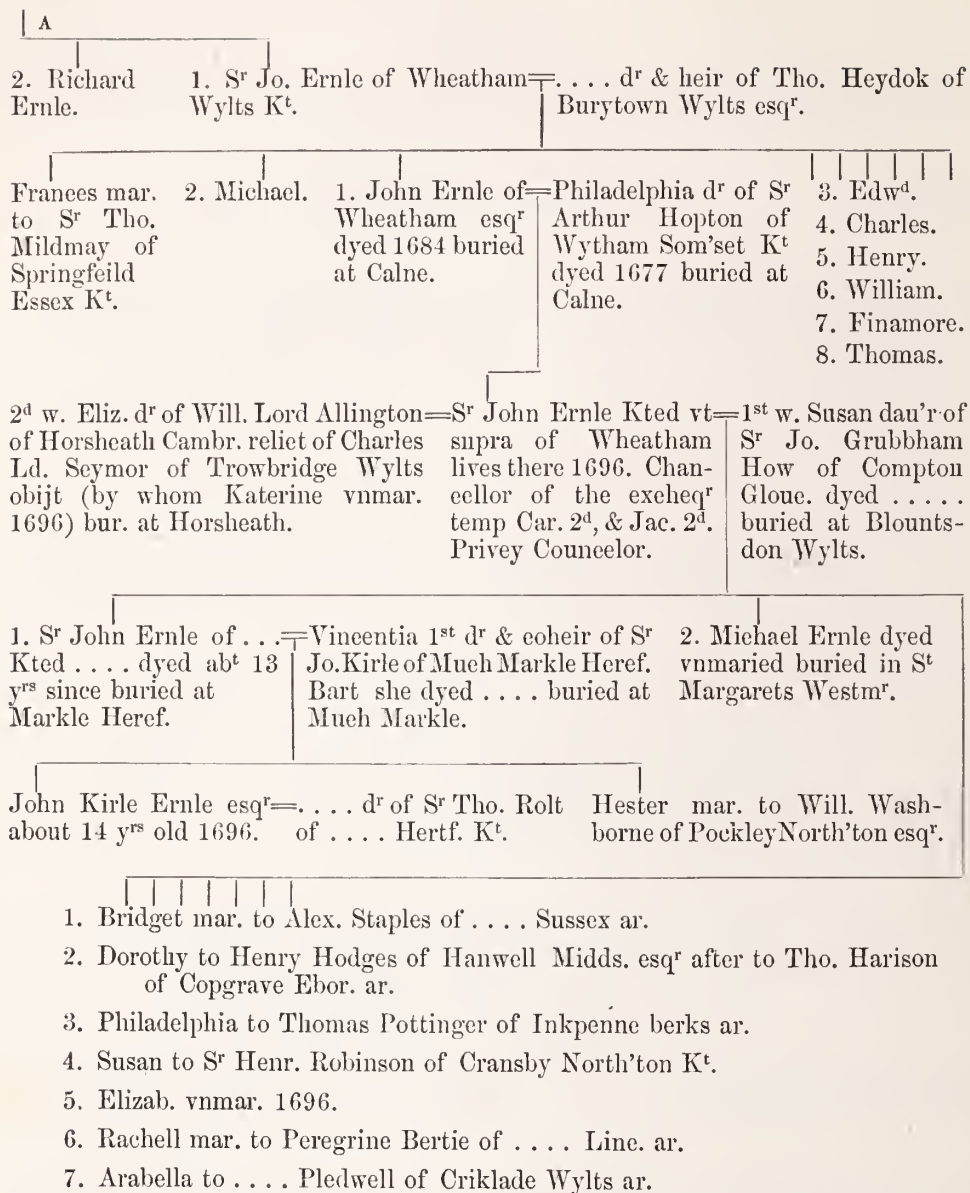 A
2. Richard
Ernle.
1. Sʳ Jo. Ernle of Wheatham
Wylts Kᵗ.
. . . . dʳ & heir of Tho. Heydok of
Burytown Wylts esqʳ.
Frances mar.
to Sʳ Tho.
Mildmay of
Springfeild
Essex Kᵗ.
2. Michael.
1. John Ernle of
Wheatham esqʳ
dyed 1684 buried
at Calne.
Philadelphia dʳ of Sʳ
Arthur Hopton of
Wytham Som'set Kᵗ
dyed 1677 buried at
Calne.
3. Edwᵈ.
4. Charles.
5. Henry.
6. William.
7. Finamore.
8. Thomas.
2ᵈ w. Eliz. dʳ of Will. Lord Allington
of Horsheath Cambr. relict of Charles
Ld. Seymor of Trowbridge Wylts
obijt (by whom Katerine vnmar.
1696) bur. at Horsheath.
Sʳ John Ernle Kted vt
supra of Wheatham
lives there 1696. Chan-
cellor of the excheqʳ
temp Car. 2ᵈ, & Jac. 2ᵈ.
Privey Councelor.
1ˢᵗ w. Susan dau'r of
Sʳ Jo. Grubbham
How of Compton
Glouc. dyed . . . . .
buried at Blounts-
don Wylts.
1. Sʳ John Ernle of . . .
Kted . . . . dyed abᵗ 13
yʳˢ since buried at
Markle Heref.
Vincentia 1ˢᵗ dʳ & coheir of Sʳ
Jo. Kirle of Much Markle Heref.
Bart she dyed . . . . buried at
Much Markle.
2. Michael Ernle dyed
vnmaried buried in Sᵗ
Margarets Westmʳ.
John Kirle Ernle esqʳ
about 14 yʳˢ old 1696.
. . . . dʳ of Sʳ Tho. Rolt
of . . . . Hertf. Kᵗ.
Hester mar. to Will. Wash-
borne of Pockley North'ton esqʳ.
1. Bridget mar. to Alex. Staples of . . . . Sussex ar.
2. Dorothy to Henry Hodges of Hanwell Midds. esqʳ after to Tho. Harison
of Copgrave Ebor. ar.
3. Philadelphia to Thomas Pottinger of Inkpenne berks ar.
4. Susan to Sʳ Henr. Robinson of Cransby North'ton Kᵗ.
5. Elizab. vnmar. 1696.
6. Rachell mar. to Peregrine Bertie of . . . . Linc. ar.
7. Arabella to . . . . Pledwell of Criklade Wylts ar.